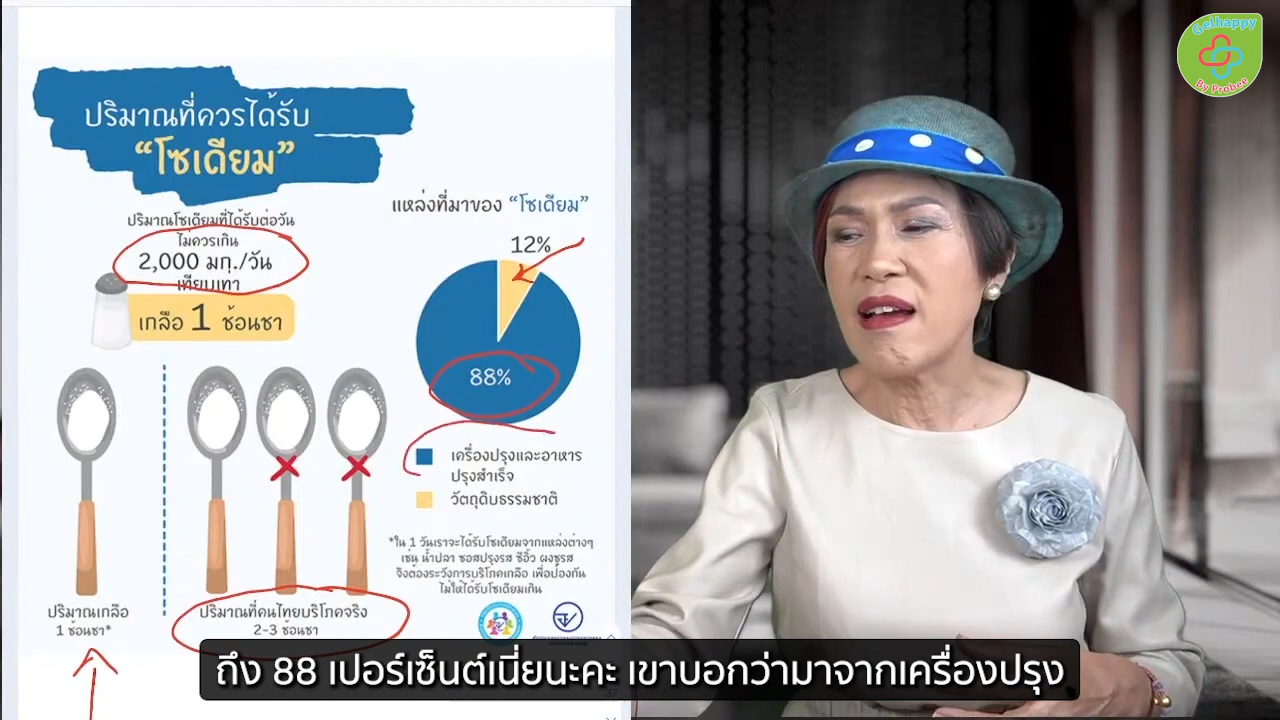 ปริมาณที่ควรได้รับ
“โซเดียม”
ปริมาณโซเดียมที่ได้รับต่อวัน
ไม่ควรเกิน
2,000 มก./วัน
เทียบเท่า
เกลือ 1 ช้อนชา
ปริมาณเกลือ
1 ช้อนชา*
ปริมาณที่คนไทยบริโภคจริง
2-3 ช้อนชา
แหล่งที่มาของ “โซเดียม”
12%
88%
เครื่องปรุงและอาหาร
ปรุงสำเร็จ
วัตถุดิบธรรมชาติ
*ใน 1 วันเราจะได้รับโซเดียมจากแหล่งต่างๆ
เช่น น้ำปลา ซอสปรุงรส ซีอิ๊ว ผงชูรส
จึงต้องระวังการบริโภคเกลือ เพื่อป้องกัน
ไม่ให้ได้รับโซเดียมเกิน
Gelhappy
By Probee
ถึง 88 เปอร์เซ็นต์เนี่ยนะคะ เขาบอกว่ามาจากเครื่องปรุง